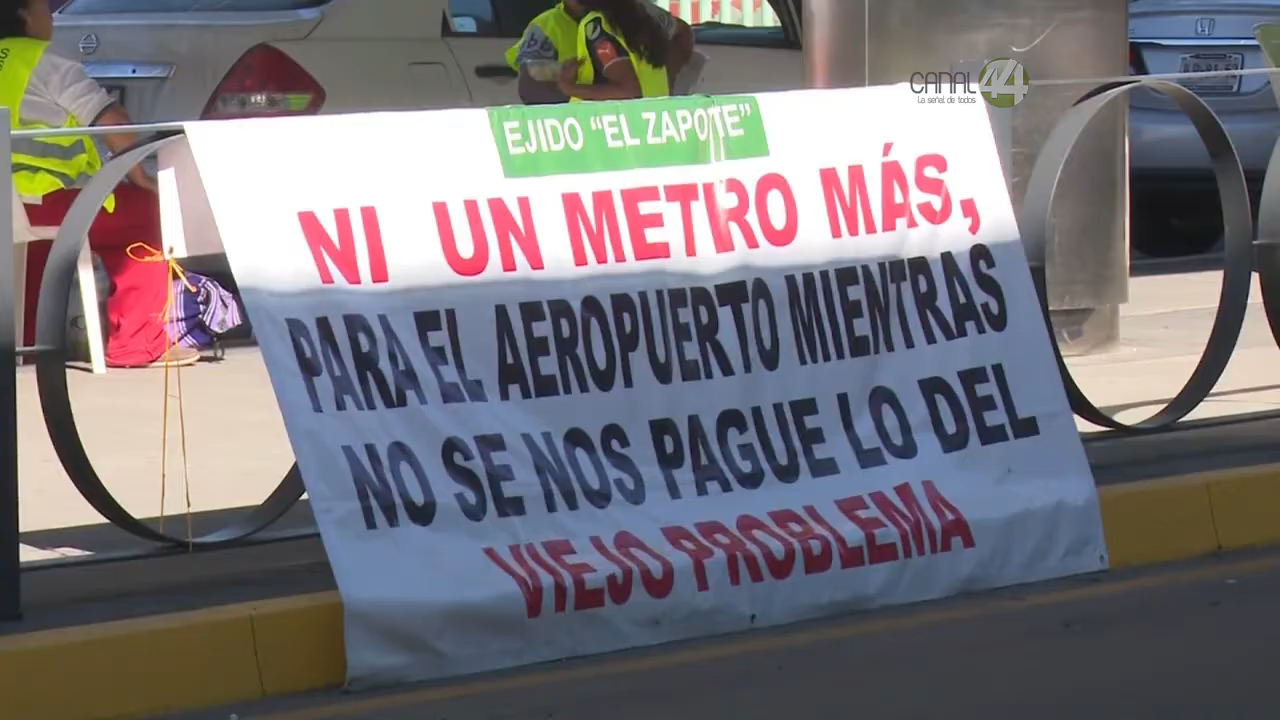 CANAL 44
La señal de todos
EJIDO "EL ZAPOTE"
NI UN METRO MÁS,
PARA EL AEROPUERTO MIENTRAS
NO SE NOS PAGUE LO DEL
VIEJO PROBLEMA